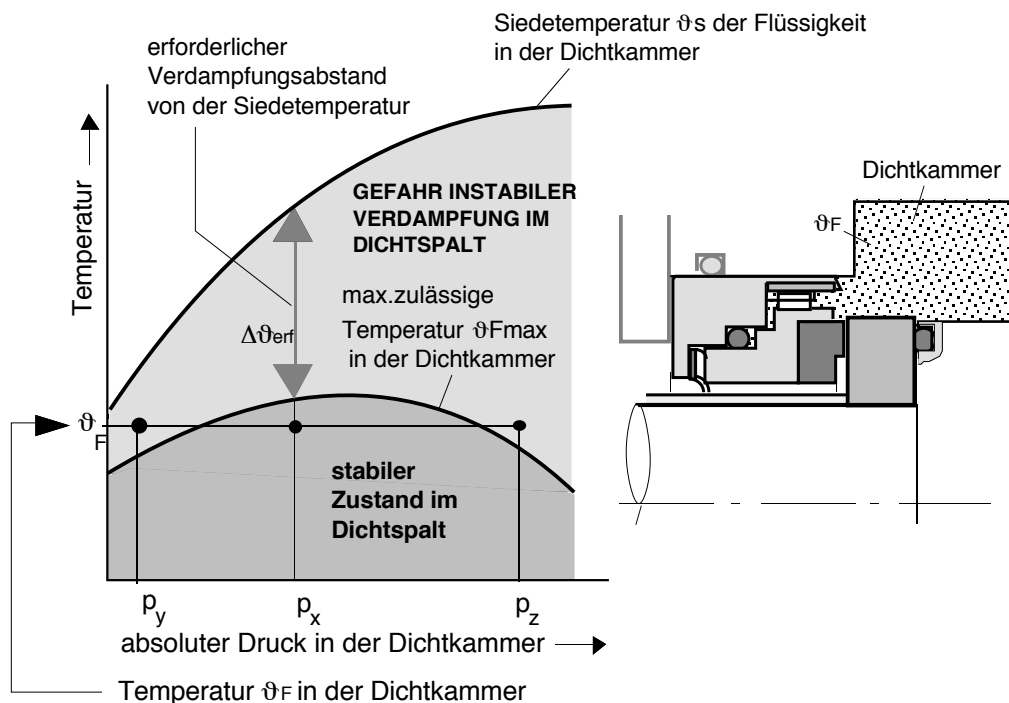 Siedetemperatur ϑs der Flüssigkeit
in der Dichtkammer
erforderlicher
Verdampfungsabstand
von der Siedetemperatur
Temperatur
GEFAHR INSTABILER
VERDAMPFUNG IM
DICHTSPALT
max.zulässige
Temperatur ϑFmax
in der Dichtkammer
Δϑerf
Dichtkammer
ϑF
ϑF
stabiler
Zustand im
Dichtspalt
py px pz
absoluter Druck in der Dichtkammer
Temperatur ϑF in der Dichtkammer